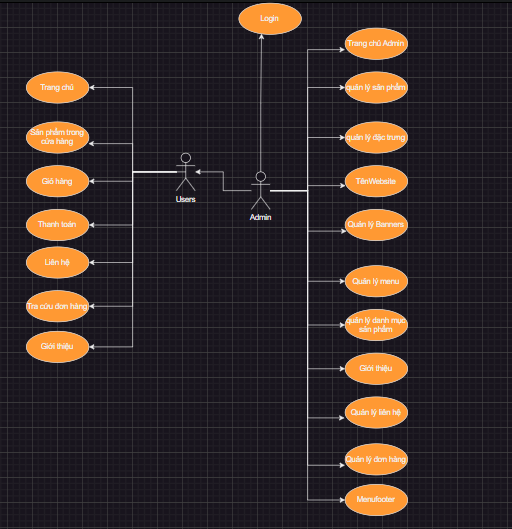 Login
Trang chủ Admin
Trang chủ
quản lý sản phẩm
Sản phẩm trong
cửa hàng
quản lý đặc trưng
Giỏ hàng
TênWebsite
Users
Admin
Thanh toán
Quản lý Banners
Liên hệ
Quản lý menu
Tra cứu đơn hàng
quản lý danh mục
sản phẩm
Giới thiệu
Giới thiệu
Quản lý liên hệ
Quản lý đơn hàng
Menufooter